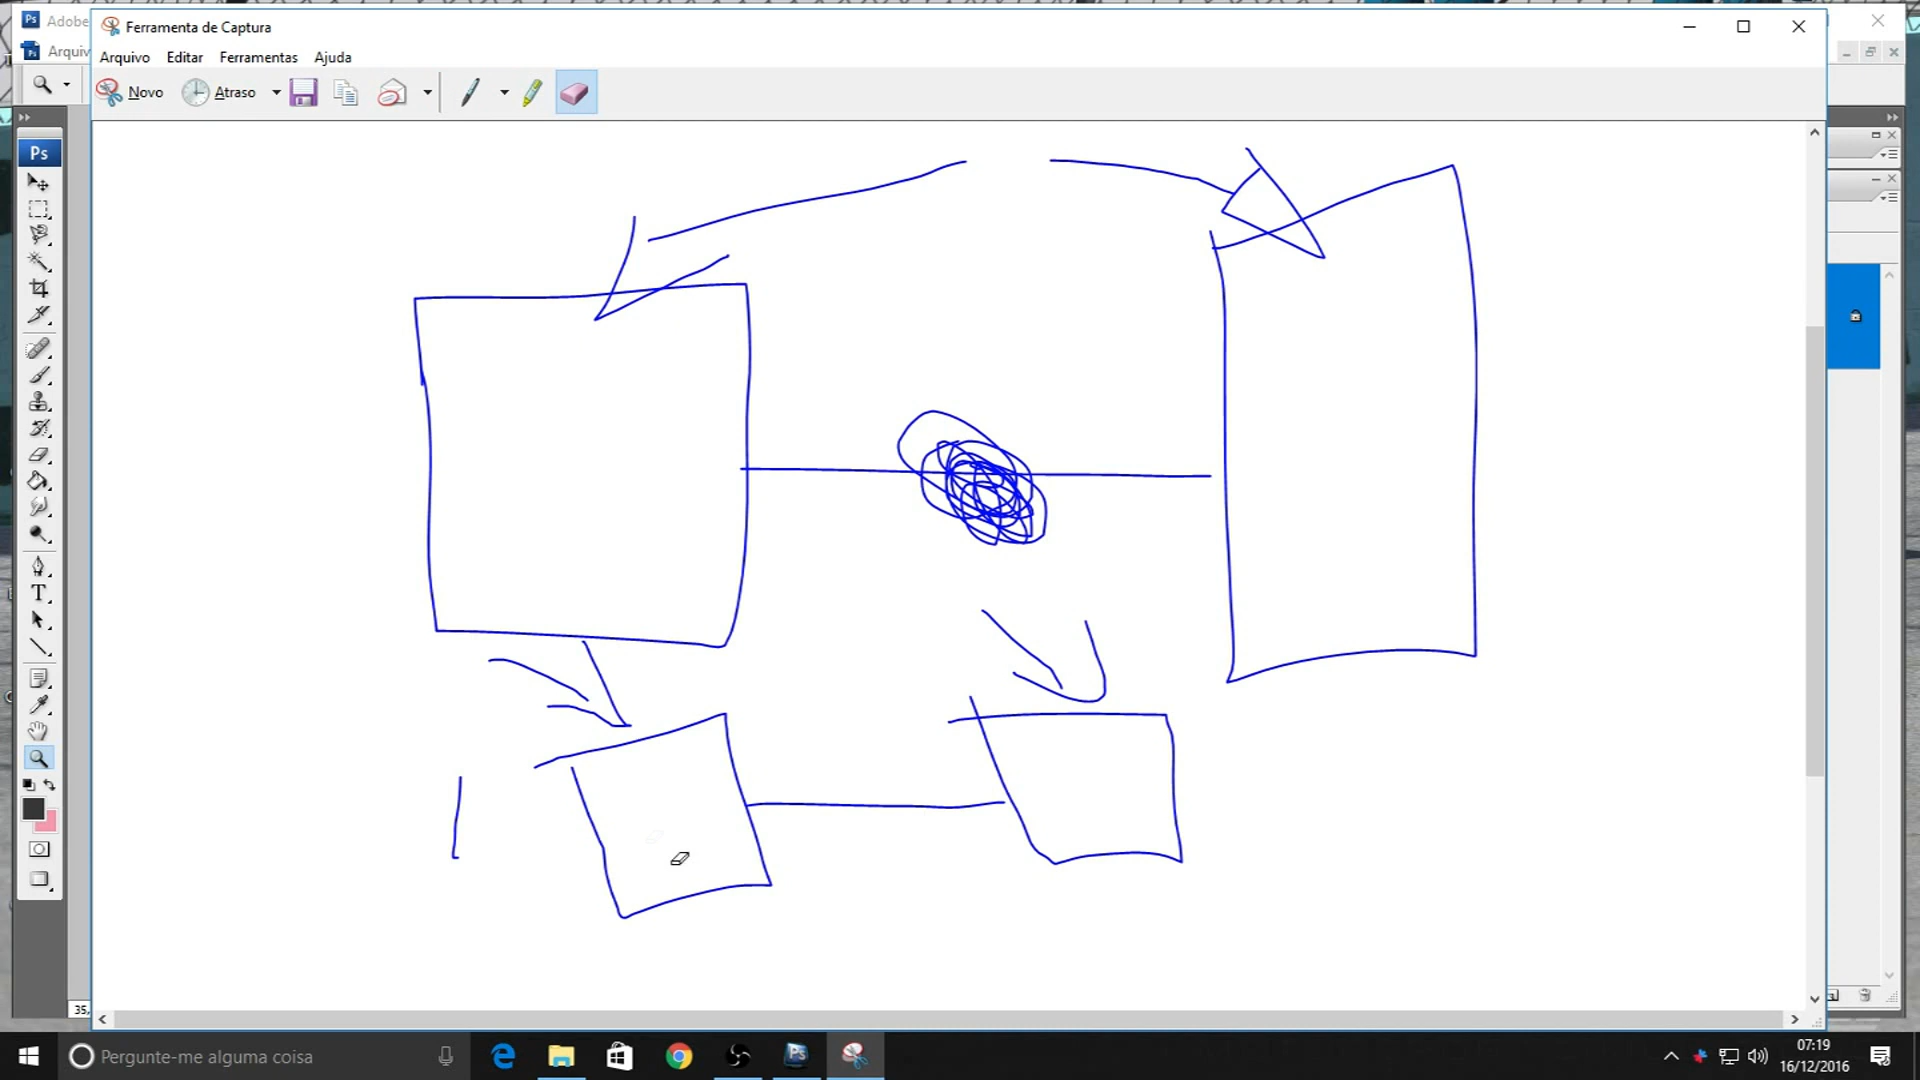 Adobe
Ferramenta de Captura
Arquiv
Arquivo Editar Ferramentas Ajuda
Novo Atraso
Ps
T
35,
Pergunte-me alguma coisa
07:19
16/12/2016